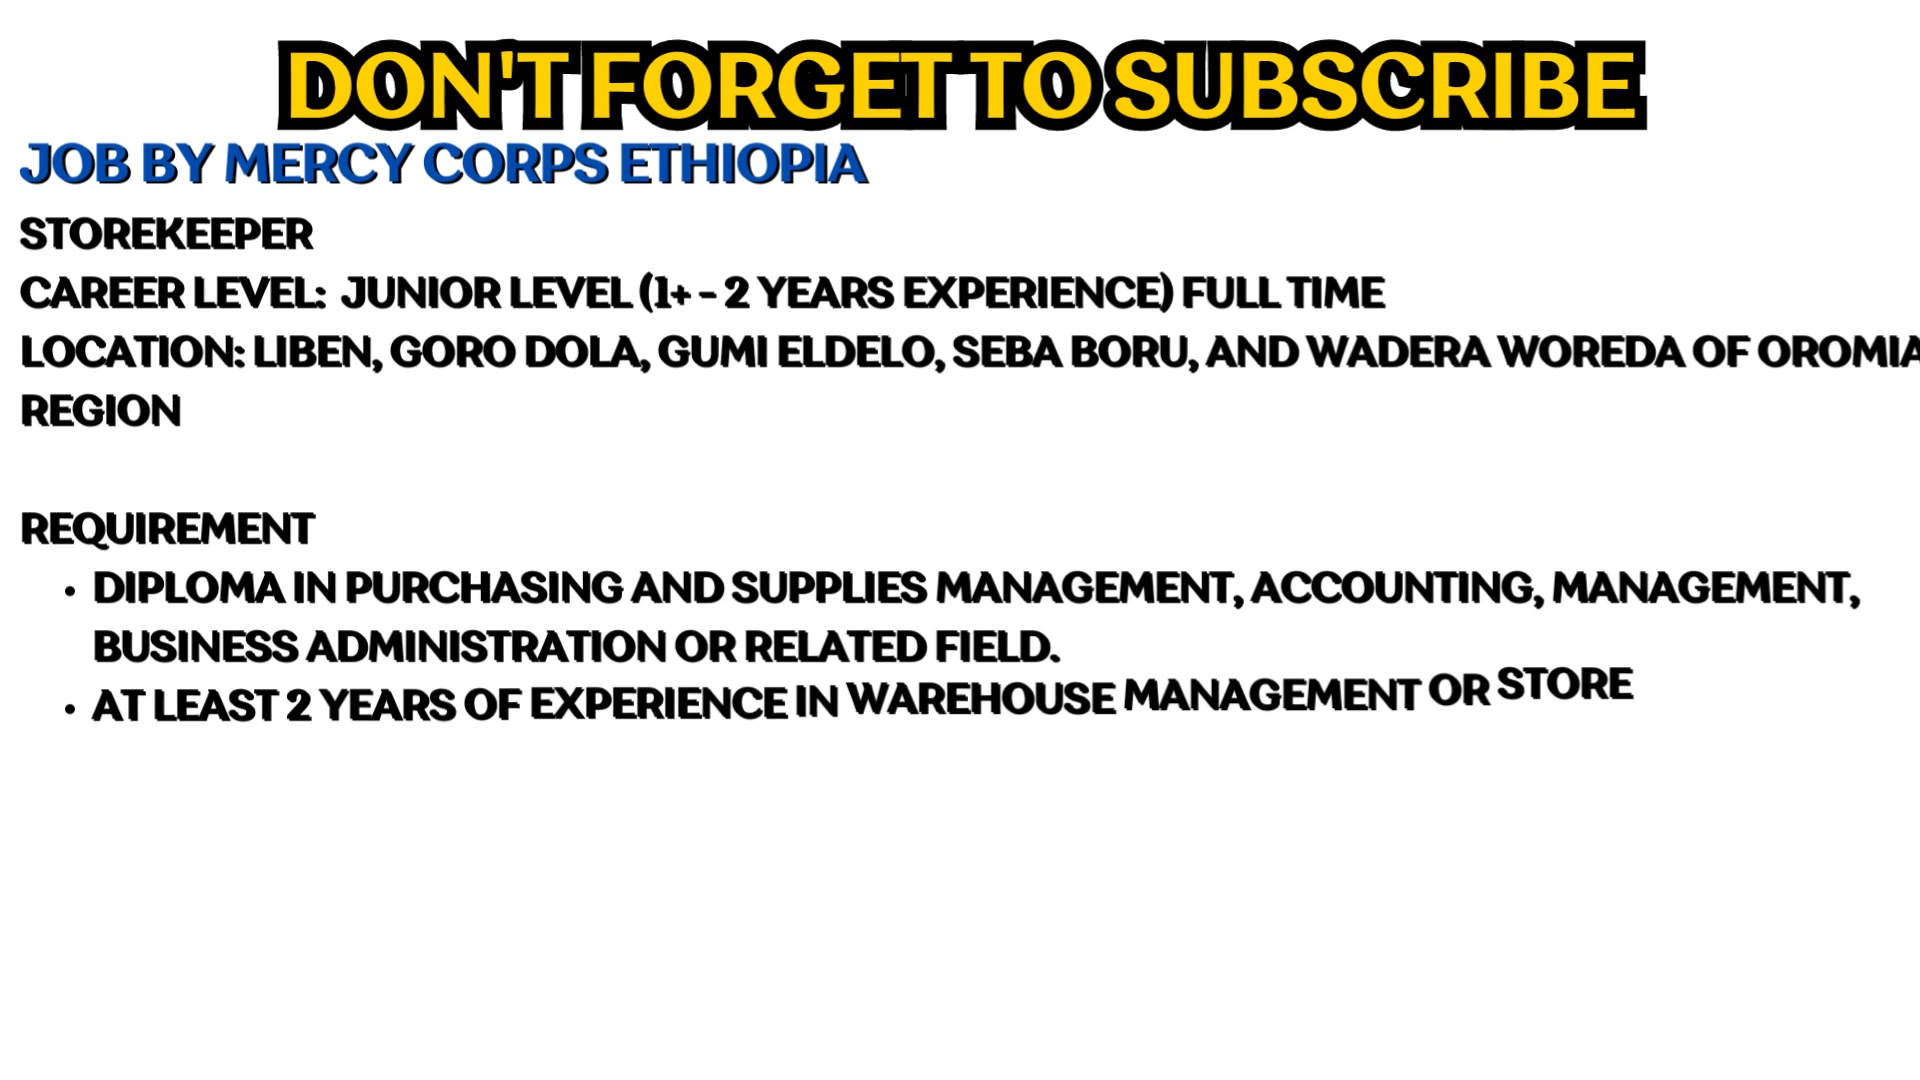 DON'T FORGET TO SUBSCRIBE
JOB BY MERCY CORPS ETHIOPIA
STOREKEEPER
CAREER LEVEL:  JUNIOR LEVEL (1+ - 2 YEARS EXPERIENCE) FULL TIME
LOCATION: LIBEN, GORO DOLA, GUMI ELDELO, SEBA BORU, AND WADERA WOREDA OF OROMIA
REGION
REQUIREMENT
• DIPLOMA IN PURCHASING AND SUPPLIES MANAGEMENT, ACCOUNTING, MANAGEMENT,
BUSINESS ADMINISTRATION OR RELATED FIELD.
• AT LEAST 2 YEARS OF EXPERIENCE IN WAREHOUSE MANAGEMENT OR STORE